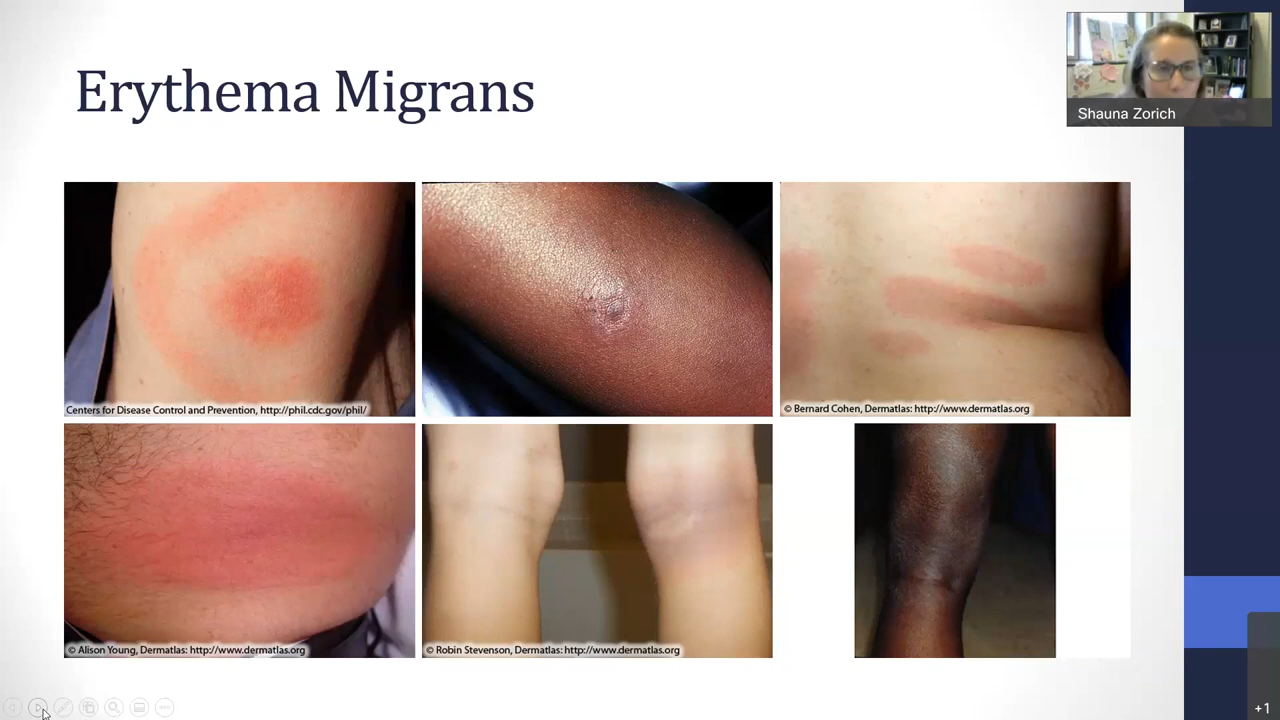 Erythema Migrans
Shauna Zorich
Centers for Disease Control and Prevention, http://phil.cdc.gov/phil/
© Bernard Cohen, Dermatlas: http://www.dermatlas.org
© Alison Young, Dermatlas: http://www.dermatlas.org
© Robin Stevenson, Dermatlas: http://www.dermatlas.org
+1